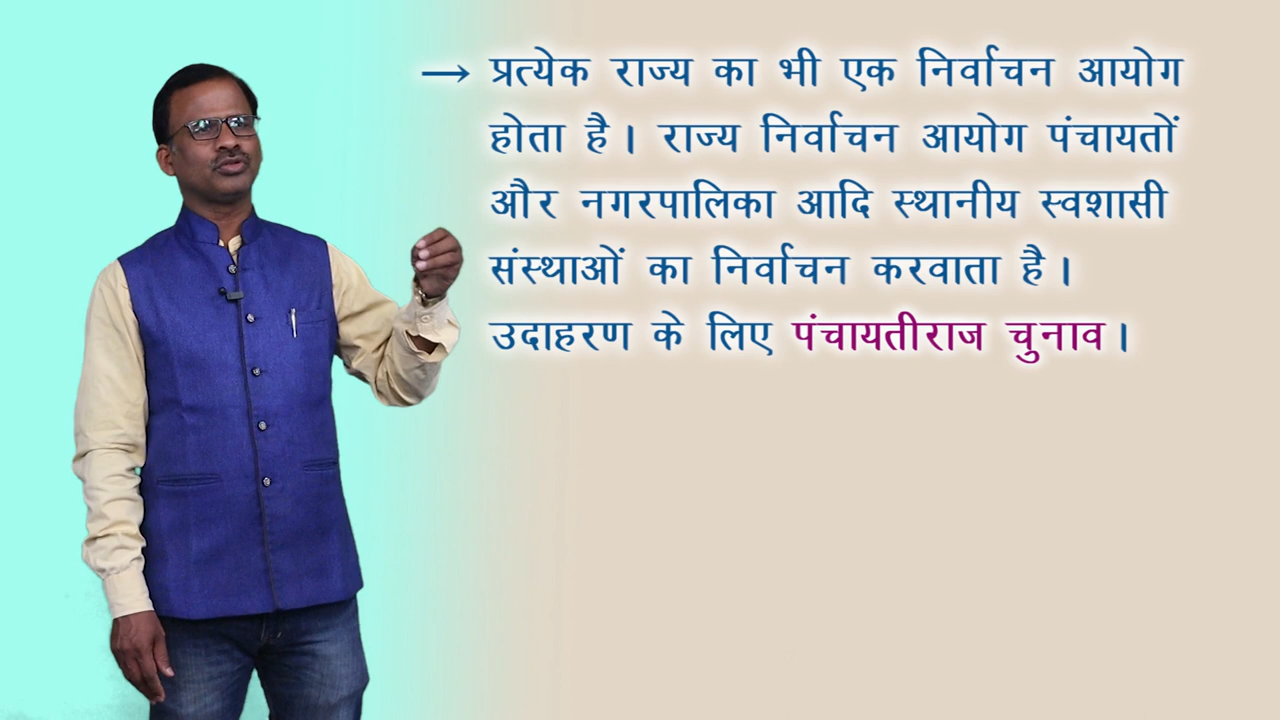 → प्रत्येक राज्य का भी एक निर्वाचन आयोग
होता है। राज्य निर्वाचन आयोग पंचायतों
और नगरपालिका आदि स्थानीय स्वशासी
संस्थाओं का निर्वाचन करवाता है।
उदाहरण के लिए पंचायतीराज चुनाव।